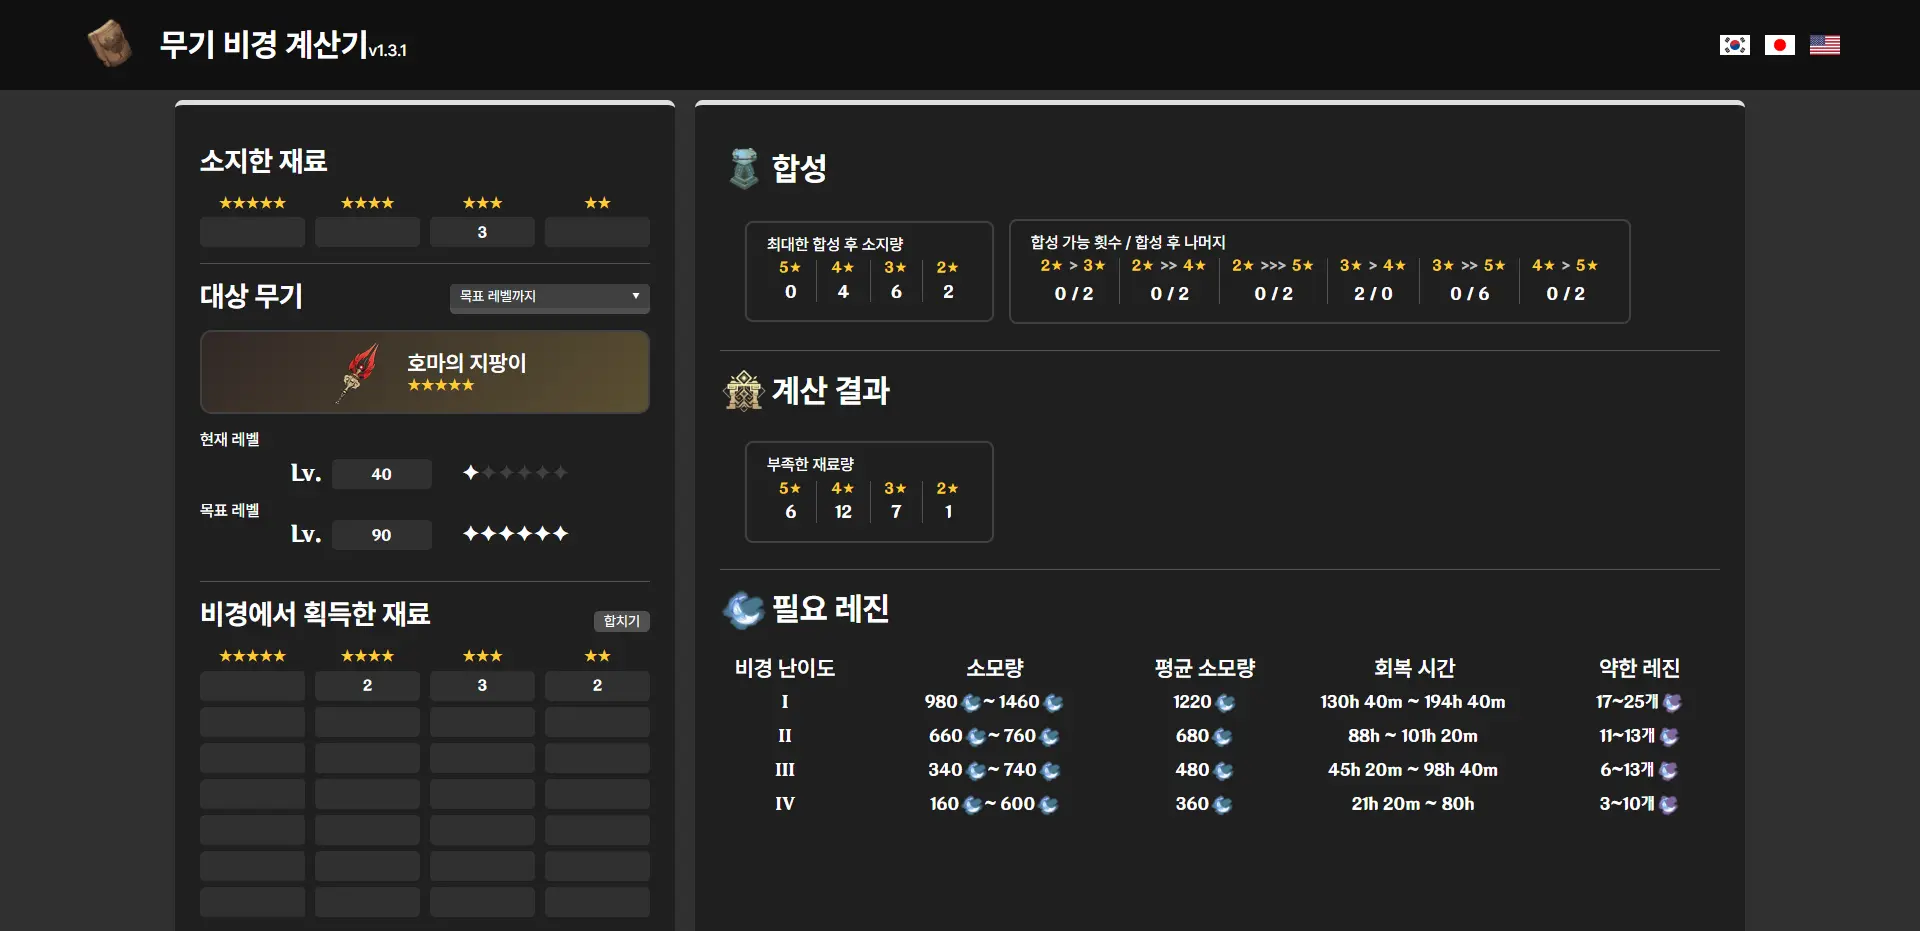 무기 비경 계산기v1.3.1
소지한 재료
★★★★★ ★★★★ ★★★ ★★
3
대상 무기
목표 레벨까지 ▼
호마의 지팡이
★★★★★
현재 레벨
Lv. 40 ✦✦✦✦✦✦
목표 레벨
Lv. 90 ✦✦✦✦✦✦
비경에서 획득한 재료
합치기
★★★★★ ★★★★ ★★★ ★★
2 3 2
합성
최대한 합성 후 소지량
5★ 4★ 3★ 2★
0 4 6 2
합성 가능 횟수 / 합성 후 나머지
2★ > 3★ 2★ >> 4★ 2★ >>> 5★ 3★ > 4★ 3★ >> 5★ 4★ > 5★
0 / 2 0 / 2 0 / 2 2 / 0 0 / 6 0 / 2
계산 결과
부족한 재료량
5★ 4★ 3★ 2★
6 12 7 1
필요 레진
비경 난이도 소모량 평균 소모량 회복 시간 약한 레진
I 980 ~ 1460 1220 130h 40m ~ 194h 40m 17~25개
II 660 ~ 760 680 88h ~ 101h 20m 11~13개
III 340 ~ 740 480 45h 20m ~ 98h 40m 6~13개
IV 160 ~ 600 360 21h 20m ~ 80h 3~10개